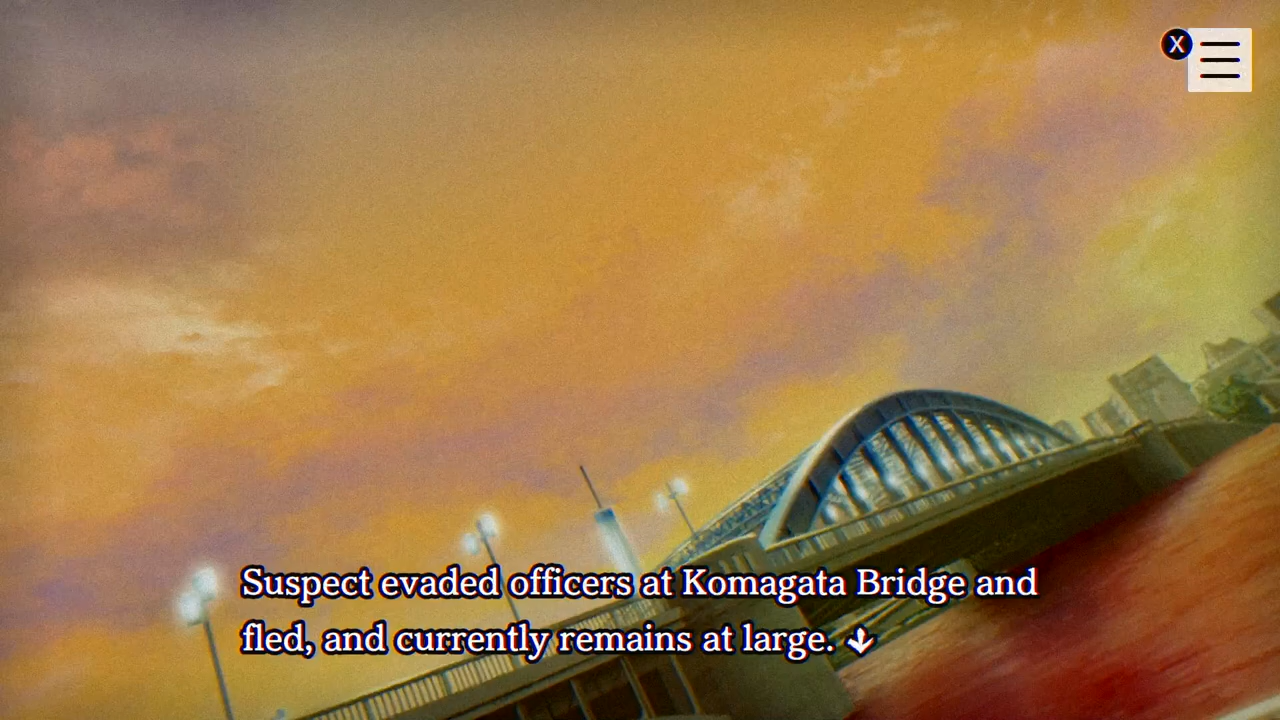 X
Suspect evaded officers at Komagata Bridge and
fled, and currently remains at large.